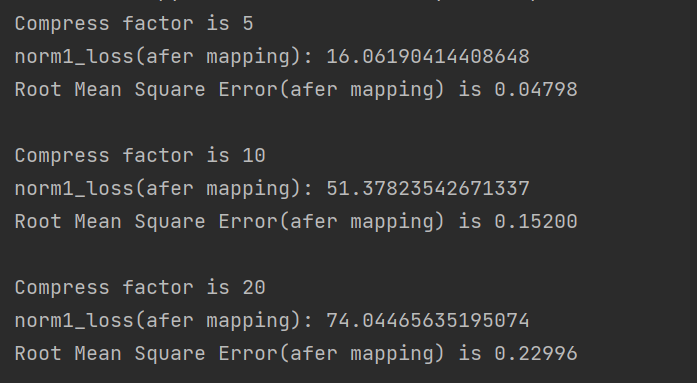 Compress factor is 5
norm1_loss(afer mapping): 16.06190414408648
Root Mean Square Error(afer mapping) is 0.04798
Compress factor is 10
norm1_loss(afer mapping): 51.37823542671337
Root Mean Square Error(afer mapping) is 0.15200
Compress factor is 20
norm1_loss(afer mapping): 74.04465635195074
Root Mean Square Error(afer mapping) is 0.22996